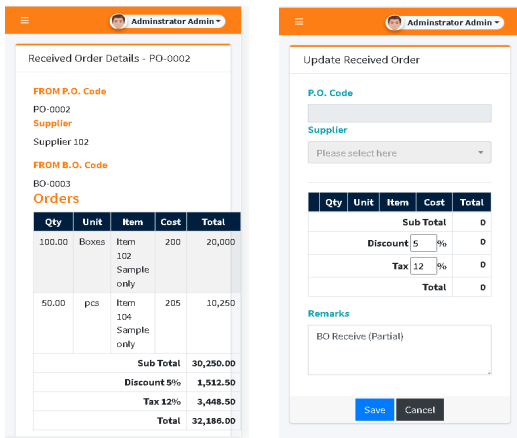 Adminstrator Admin
Received Order Details - PO-0002
FROM P.O. Code
PO-0002
Supplier
Supplier 102
FROM B.O. Code
BO-0003
Orders
Qty Unit Item Cost Total
100.00 Boxes Item 200 20,000
102
Sample
only
50.00 pcs Item 205 10,250
104
Sample
only
Sub Total 30,250.00
Discount 5% 1,512.50
Tax 12% 3,448.50
Total 32,186.00
Adminstrator Admin
Update Received Order
P.O. Code
Supplier
Please select here
Qty Unit Item Cost Total
Sub Total 0
Discount 5 % 0
Tax 12 % 0
Total 0
Remarks
BO Receive (Partial)
Save Cancel